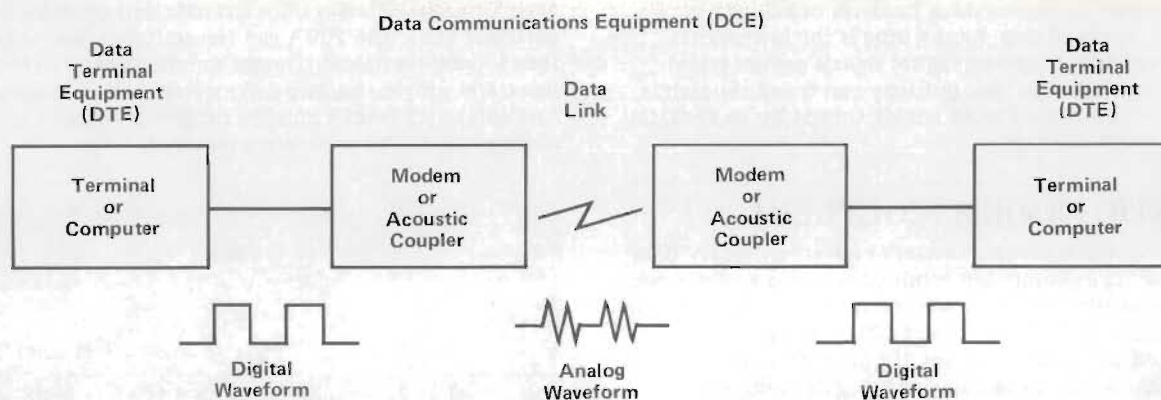 Data Communications Equipment (DCE)
Data
Terminal
Equipment
(DTE)
Data
Link
Data
Terminal
Equipment
(DTE)
Terminal
or
Computer
Modem
or
Acoustic
Coupler
Modem
or
Acoustic
Coupler
Terminal
or
Computer
Digital
Waveform
Analog
Waveform
Digital
Waveform